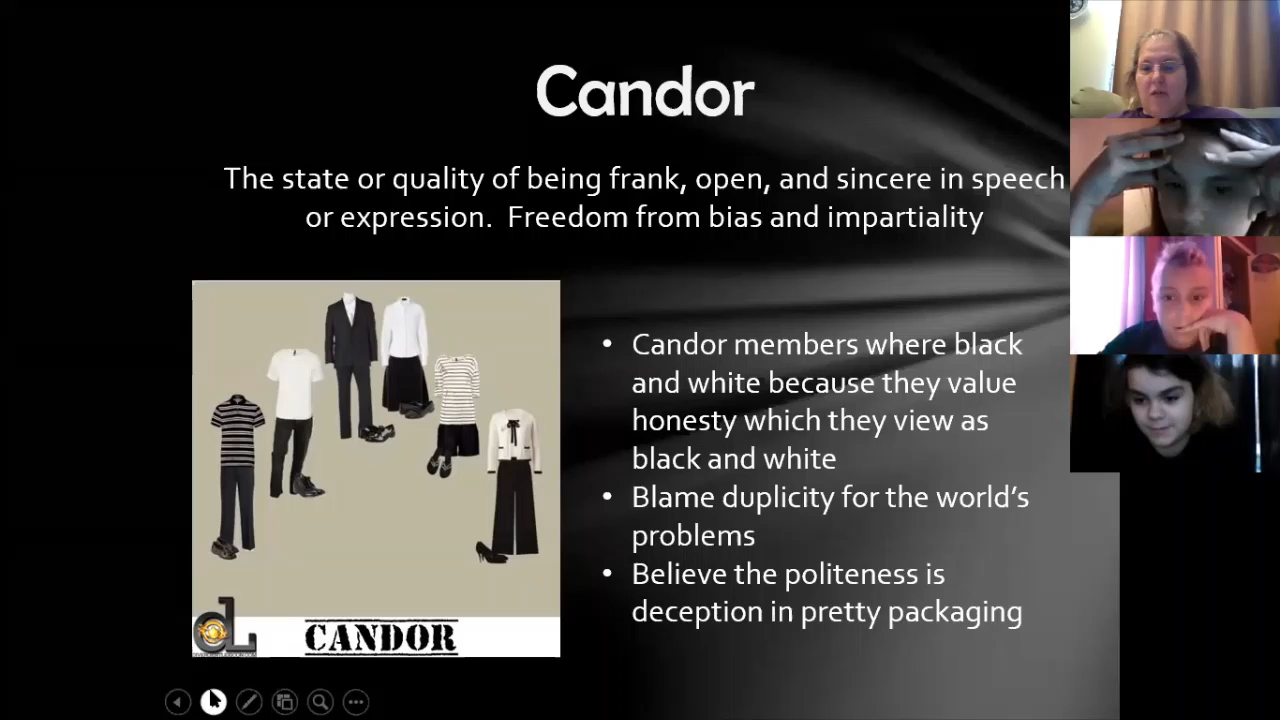 Candor
The state or quality of being frank, open, and sincere in speech
or expression.  Freedom from bias and impartiality
• Candor members where black
and white because they value
honesty which they view as
black and white
• Blame duplicity for the world's
problems
• Believe the politeness is
deception in pretty packaging
CANDOR